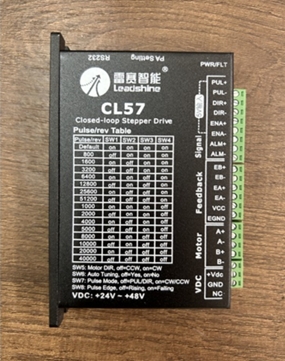 RS232
PA Setting
PWR/FLT
雷赛智能
Leadshine
®
CL57
Closed-loop Stepper Drive
Pulse/rev Table
Pulse/rev SW1 SW2 SW3 SW4
Default on on on on
800 off on on on
1600 on off on on
3200 off off on on
6400 on on off on
12800 off on off on
25600 on off off on
51200 off off off on
1000 on on on off
2000 off on on off
4000 on off on off
5000 off off on off
8000 on on off off
10000 off on off off
20000 on off off off
40000 off off off off
SW5: Motor DIR, off=CCW, on=CW
SW6: Auto Tuning, off=Yes, on=No
SW7: Pulse Mode, off=PUL/DIR, on=CW/CCW
SW8: Pulse Edge, off=Rising, on=Falling
VDC: +24V ~ +48V
Signal
PUL+
PUL-
DIR+
DIR-
ENA+
ENA-
ALM+
ALM-
Feedback
EB+
EB-
EA+
EA-
VCC
EGND
Motor
A+
A-
B+
B-
VDC
+Vdc
GND
NC